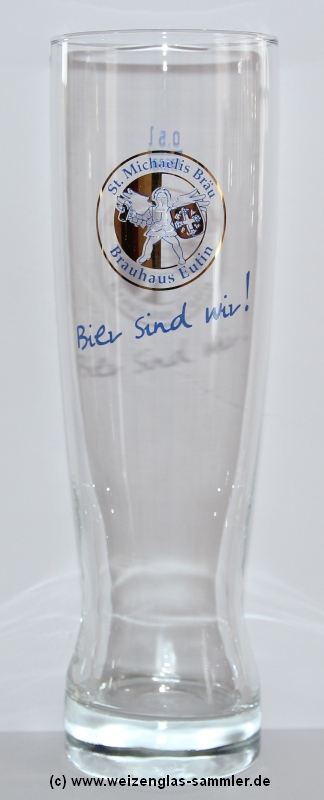 0,5l
St. Michaelis Bräu
Brauhaus Eutin
Bier sind wir!
(c) www.weizenglas-sammler.de